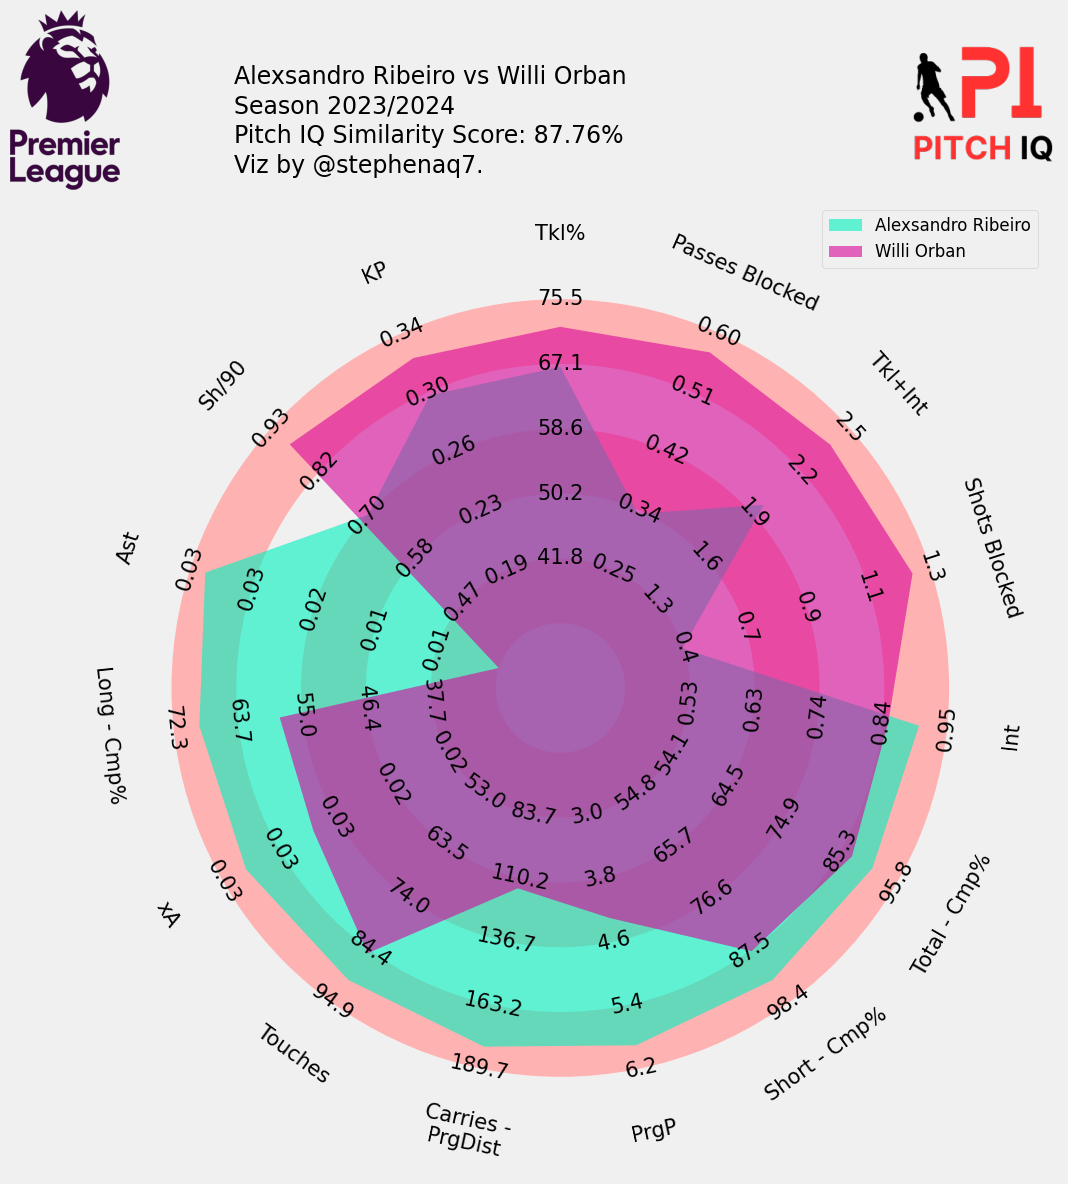 Premier
League
Alexsandro Ribeiro vs Willi Orban
Season 2023/2024
Pitch IQ Similarity Score: 87.76%
Viz by @stephenaq7.
PI
PITCH IQ
Alexsandro Ribeiro
Willi Orban
Tkl%
75.5
67.1
58.6
50.2
41.8
Passes Blocked
0.60
0.51
0.42
0.34
0.25
Tkl+Int
2.5
2.2
1.9
1.6
1.3
Shots Blocked
1.3
1.1
0.9
0.7
0.4
Int
0.95
0.84
0.74
0.63
0.53
Total - Cmp%
95.8
85.3
74.9
64.5
54.1
Short - Cmp%
98.4
87.5
76.6
65.7
54.8
PrgP
6.2
5.4
4.6
3.8
3.0
Carries -
PrgDist
189.7
163.2
136.7
110.2
83.7
Touches
94.9
84.4
74.0
63.5
53.0
xA
0.03
0.03
0.03
0.02
0.02
Long - Cmp%
72.3
63.7
55.0
46.4
37.7
Ast
0.03
0.03
0.02
0.01
0.01
Sh/90
0.93
0.82
0.70
0.58
0.47
KP
0.34
0.30
0.26
0.23
0.19